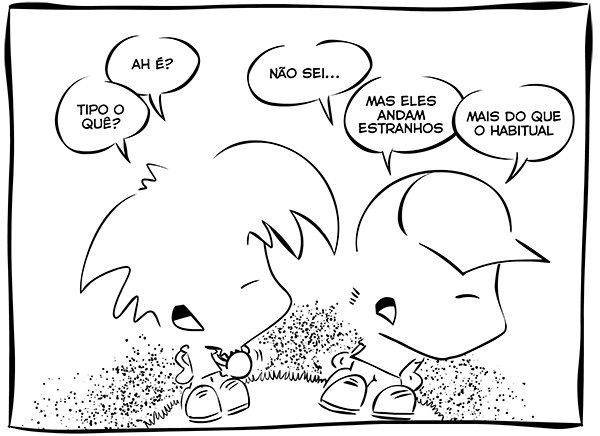 AH É?
TIPO O
QUÊ?
NÃO SEI...
MAS ELES
ANDAM
ESTRANHOS
MAIS DO QUE
O HABITUAL